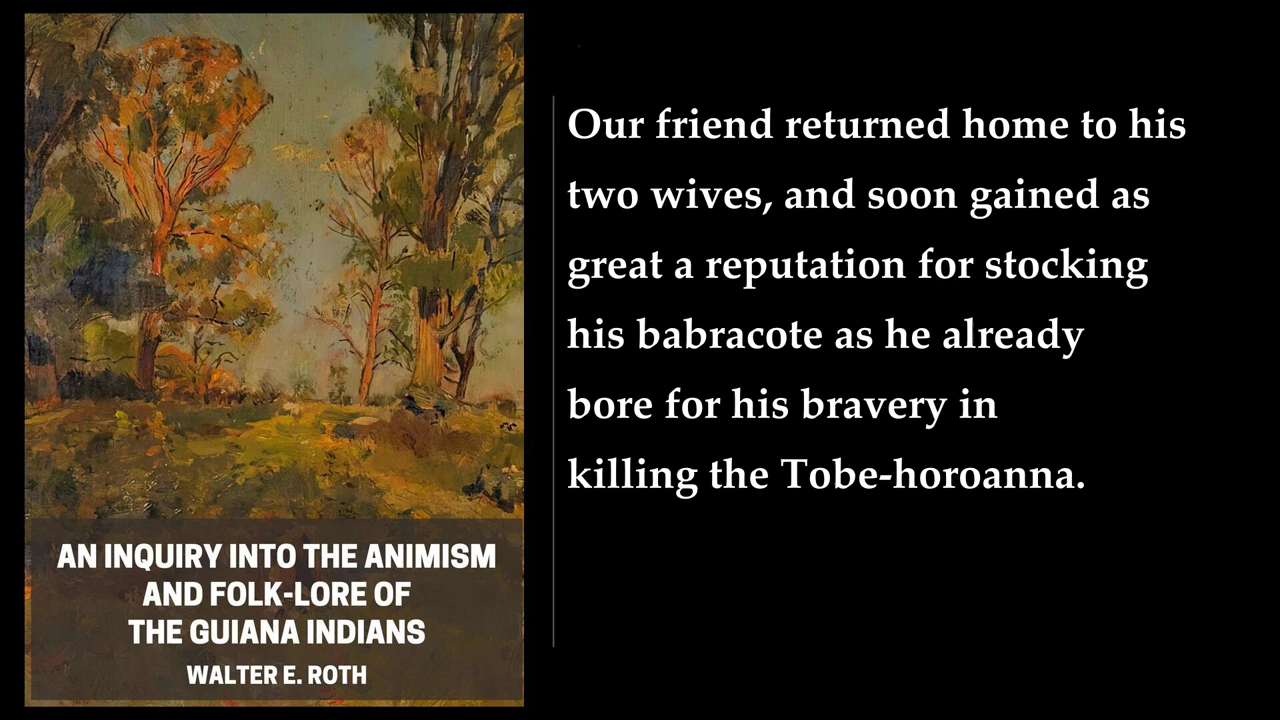 Our friend returned home to his
two wives, and soon gained as
great a reputation for stocking
his babracote as he already
bore for his bravery in
killing the Tobe-horoanna.
AN INQUIRY INTO THE ANIMISM
AND FOLK-LORE OF
THE GUIANA INDIANS
WALTER E. ROTH